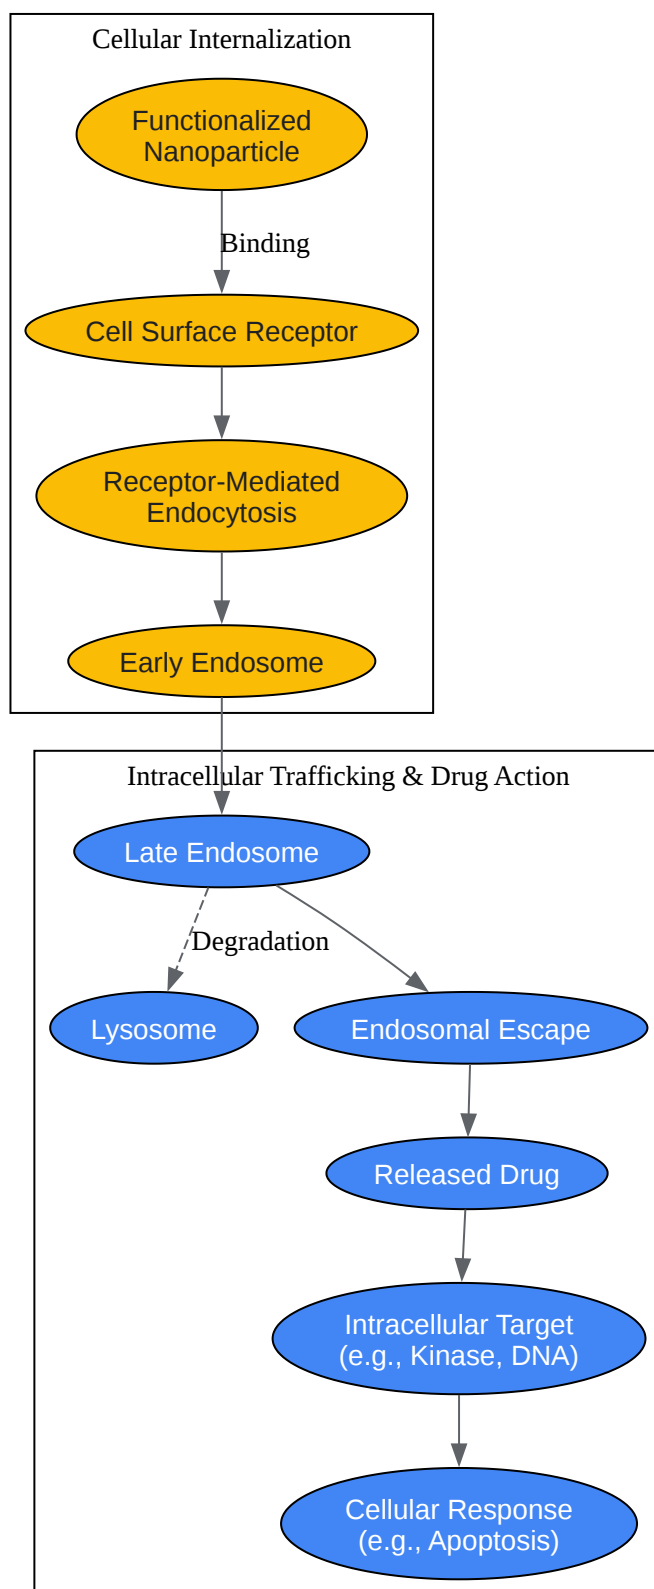 Cellular Internalization
Functionalized
Nanoparticle
Binding
Cell Surface Receptor
Receptor-Mediated
Endocytosis
Early Endosome
Intracellular Trafficking & Drug Action
Late Endosome
Degradation
Lysosome
Endosomal Escape
Released Drug
Intracellular Target
(e.g., Kinase, DNA)
Cellular Response
(e.g., Apoptosis)